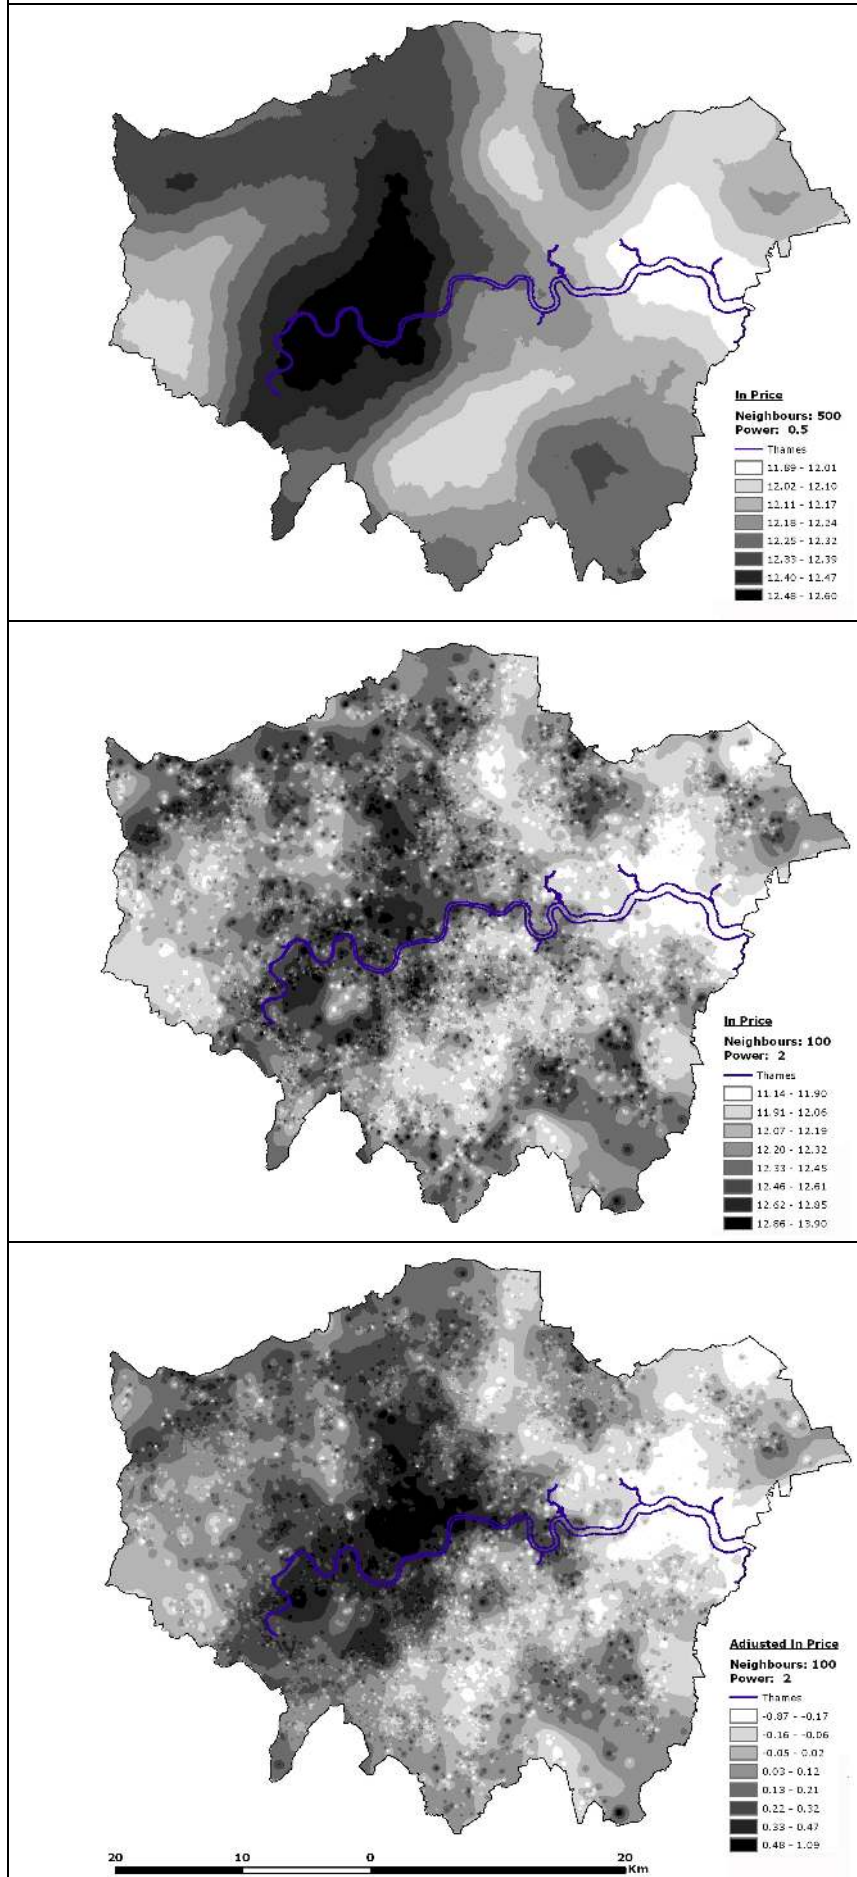 ln Price
Neighbours: 500
Power: 0.5
Thames
11.89 - 12.01
12.02 - 12.10
12.11 - 12.17
12.18 - 12.24
12.25 - 12.32
12.33 - 12.39
12.40 - 12.47
12.48 - 12.60
ln Price
Neighbours: 100
Power: 2
Thames
11.14 - 11.90
11.91 - 12.06
12.07 - 12.19
12.20 - 12.32
12.33 - 12.45
12.46 - 12.61
12.62 - 12.85
12.86 - 13.90
Adjusted ln Price
Neighbours: 100
Power: 2
Thames
-0.87 - -0.17
-0.16 - -0.06
-0.05 - 0.02
0.03 - 0.12
0.13 - 0.21
0.22 - 0.32
0.33 - 0.47
0.48 - 1.09
20 10 0 20
Km